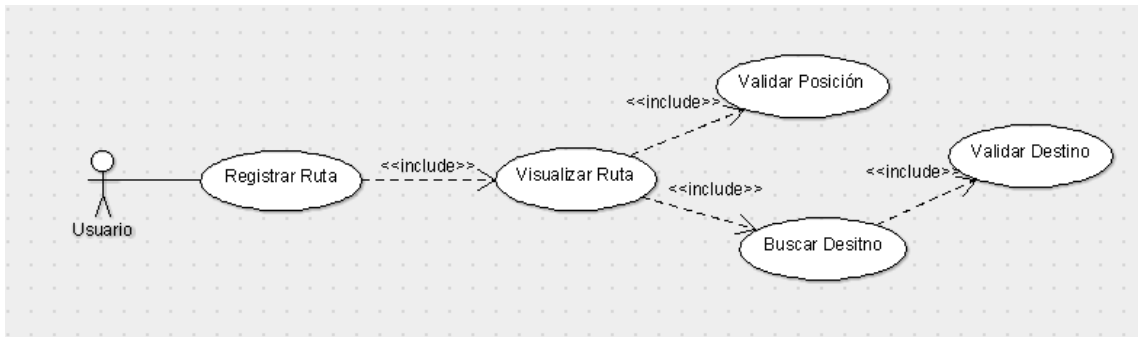 Validar Posición
<<include>>
Validar Destino
<<include>>
<<include>>
Registrar Ruta
Visualizar Ruta
<<include>>
Usuario
Buscar Desitno